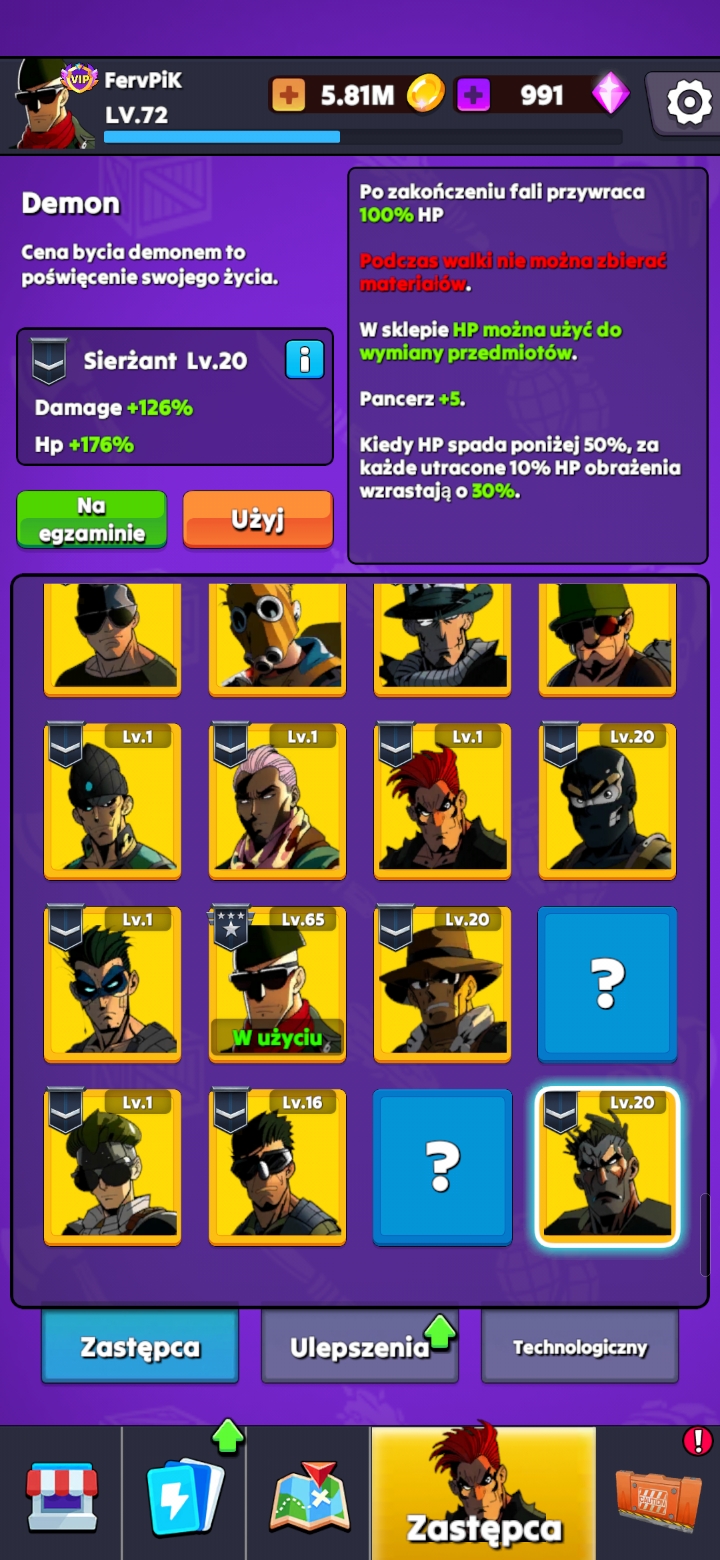 VIP
FervPiK
LV.72
5.81M
991
Demon
Cena bycia demonem to
poświęcenie swojego życia.
Sierżant Lv.20
Damage +126%
Hp +176%
Na
egzaminie
Użyj
Po zakończeniu fali przywraca
100% HP
Podczas walki nie można zbierać
materiałów.
W sklepie HP można użyć do
wymiany przedmiotów.
Pancerz +5.
Kiedy HP spada poniżej 50%, za
każde utracone 10% HP obrażenia
wzrastają o 30%.
Lv.1
Lv.1
Lv.1
Lv.20
Lv.1
Lv.65
W użyciu
Lv.20
?
Lv.1
Lv.16
?
Lv.20
Zastępca
Ulepszenia
Technologiczny
Zastępca
CAUTION
!